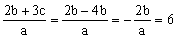 (2b + 3c)/a = (2b − 4b)/a = −2b/a = 6